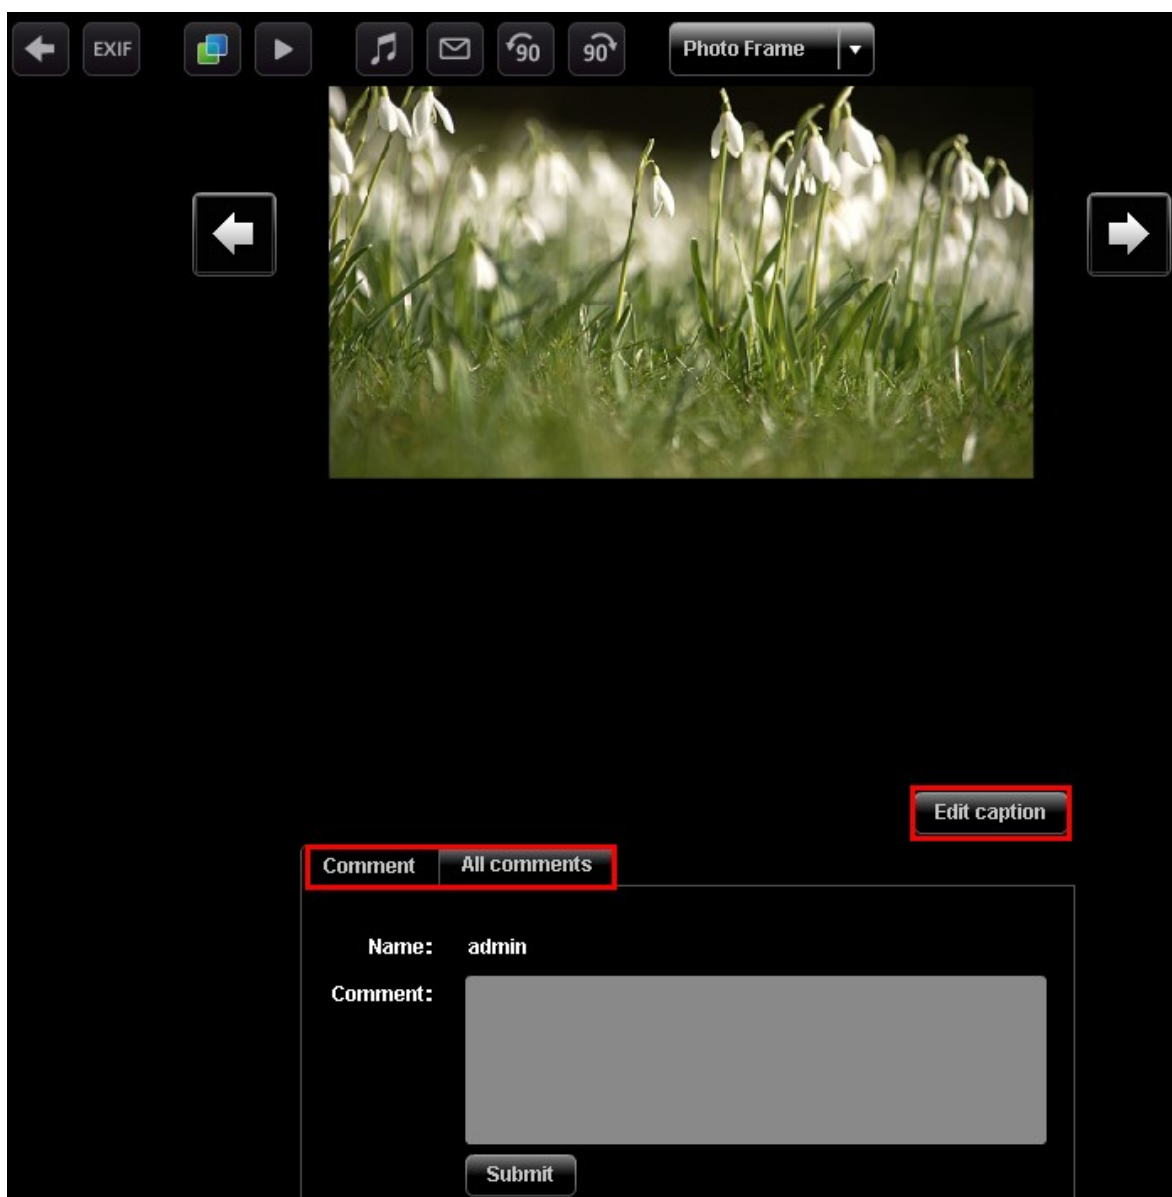 EXIF
90
90
Photo Frame
Edit caption
Comment
All comments
Name: admin
Comment:
Submit